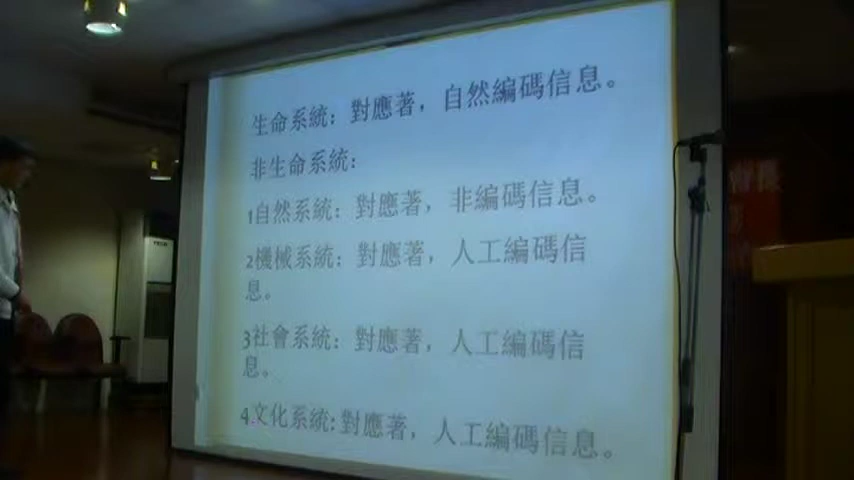 生命系統：對應著，自然編碼信息。
非生命系統：
1自然系統：對應著，非編碼信息。
2機械系統：對應著，人工編碼信
息。
3社會系統：對應著，人工編碼信
息。
4文化系統:對應著，人工編碼信息。